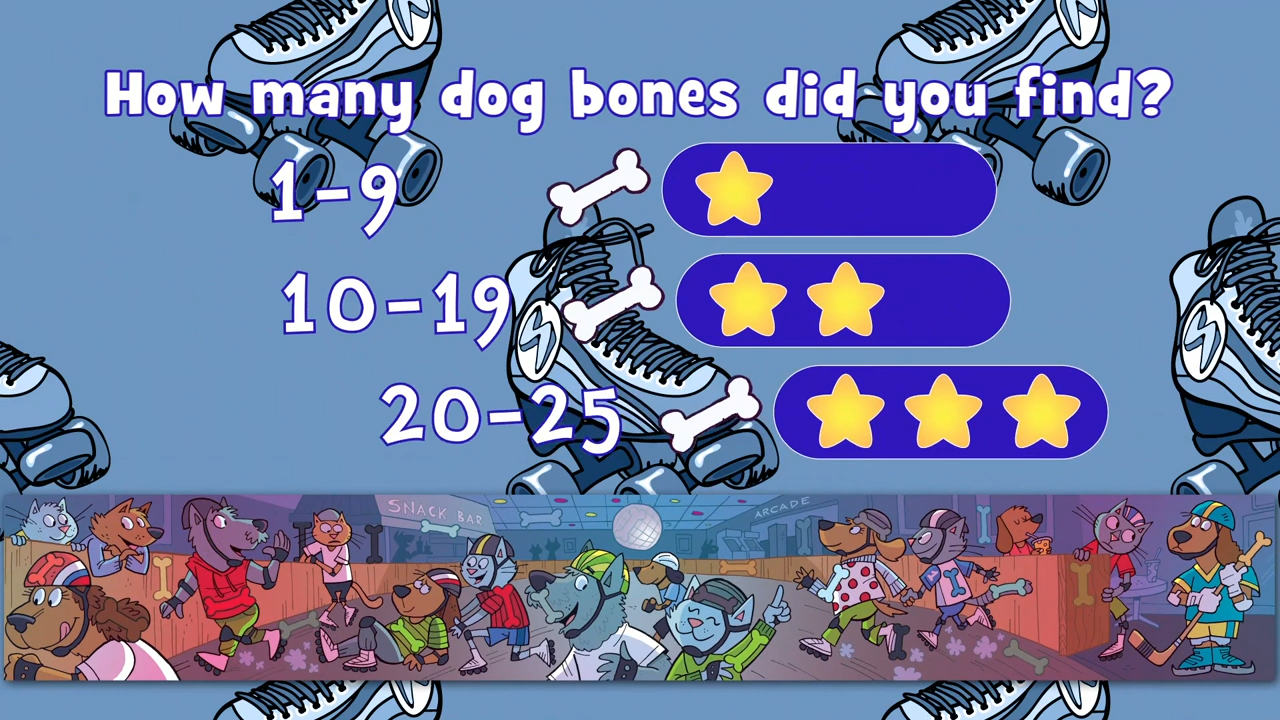 How many dog bones did you find?
1-9
10-19
20-25
SNACK BAR
ARCADE